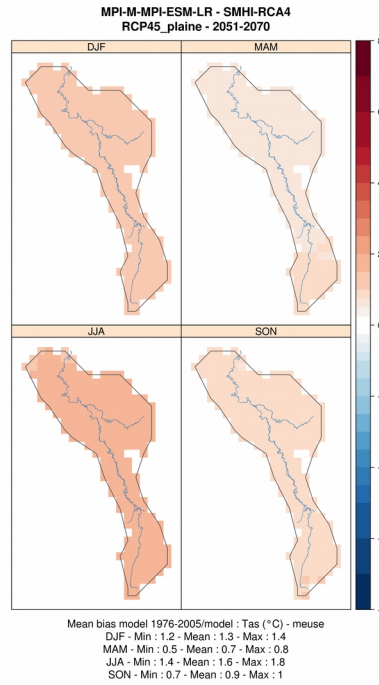 MPI-M-MPI-ESM-LR - SMHI-RCA4
RCP45_plaine - 2051-2070
DJF
MAM
JJA
SON
Mean bias model 1976-2005/model : Tas (°C) - meuse
DJF - Min : 1.2 - Mean : 1.3 - Max : 1.4
MAM - Min : 0.5 - Mean : 0.7 - Max : 0.8
JJA - Min : 1.4 - Mean : 1.6 - Max : 1.8
SON - Min : 0.7 - Mean : 0.9 - Max : 1